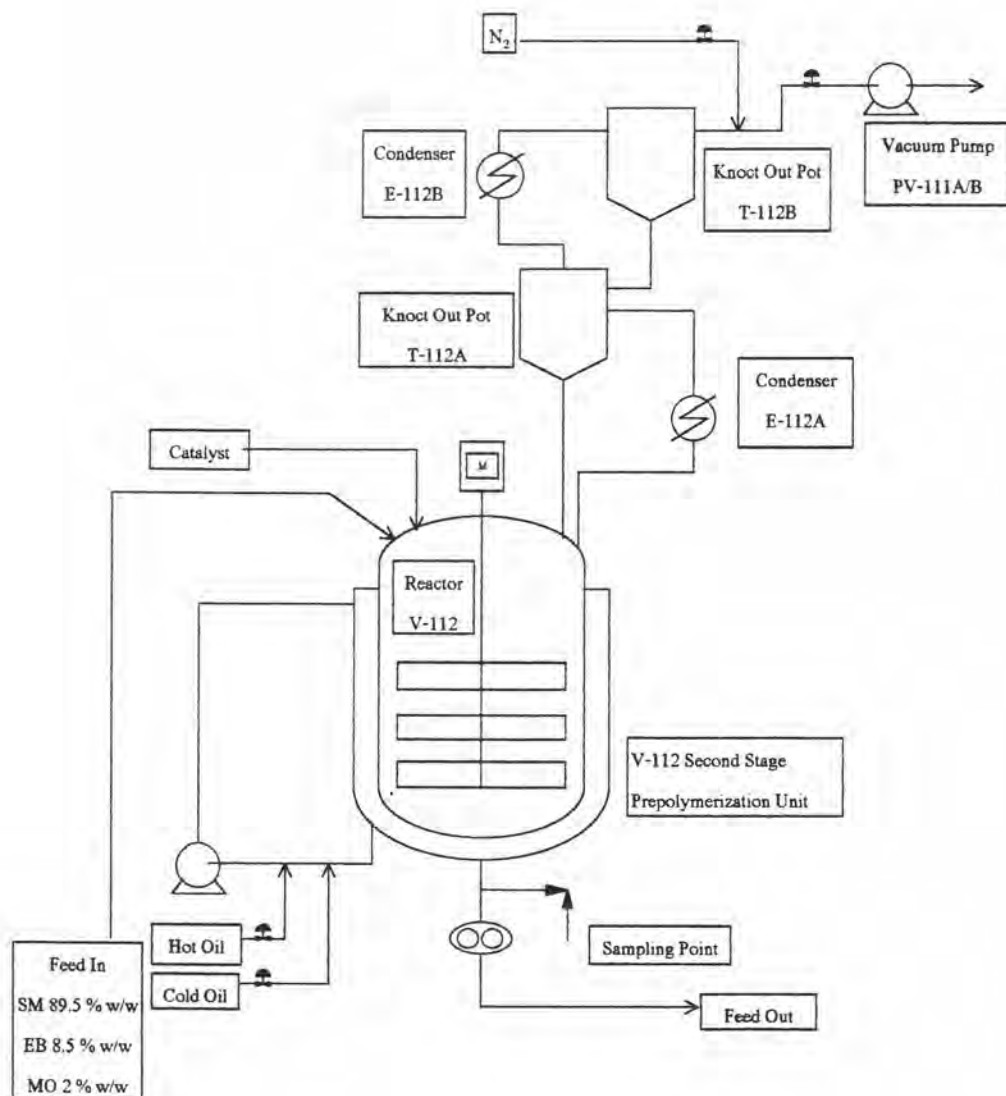 N2
Condenser
E-112B
Knoct Out Pot
T-112B
Vacuum Pump
PV-111A/B
Knoct Out Pot
T-112A
Condenser
E-112A
Catalyst
M
Reactor
V-112
V-112 Second Stage
Prepolymerization Unit
Hot Oil
Cold Oil
Sampling Point
Feed Out
Feed In
SM 89.5 % w/w
EB 8.5 % w/w
MO 2 % w/w